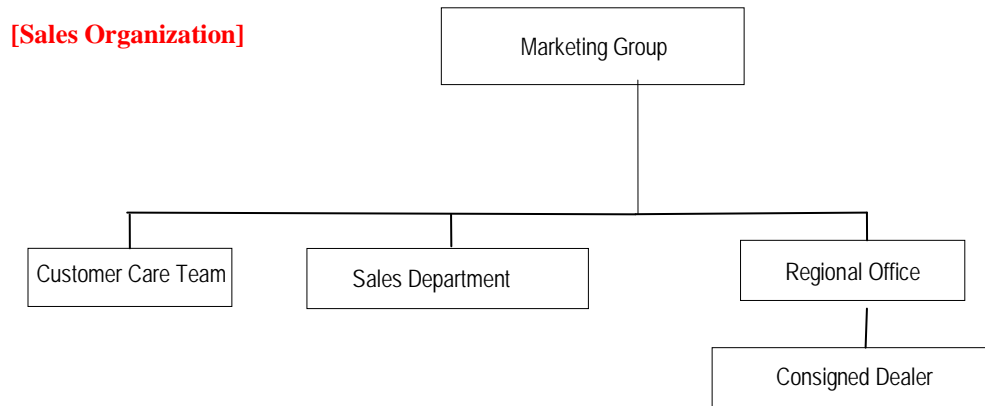 [Sales Organization]
Marketing Group
Customer Care Team
Sales Department
Regional Office
Consigned Dealer